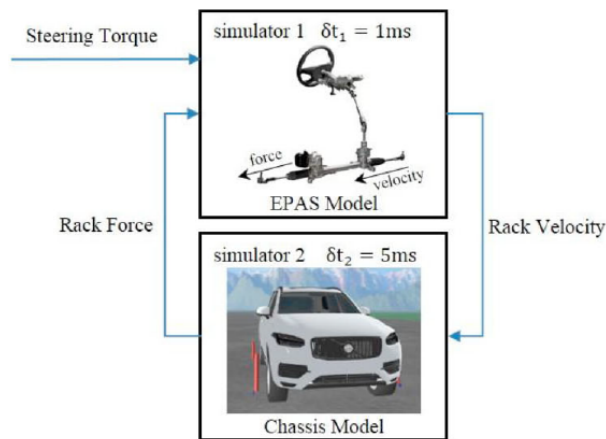 Steering Torque
simulator 1 δt₁ = 1ms
force
velocity
EPAS Model
Rack Force
Rack Velocity
simulator 2 δt₂ = 5ms
Chassis Model